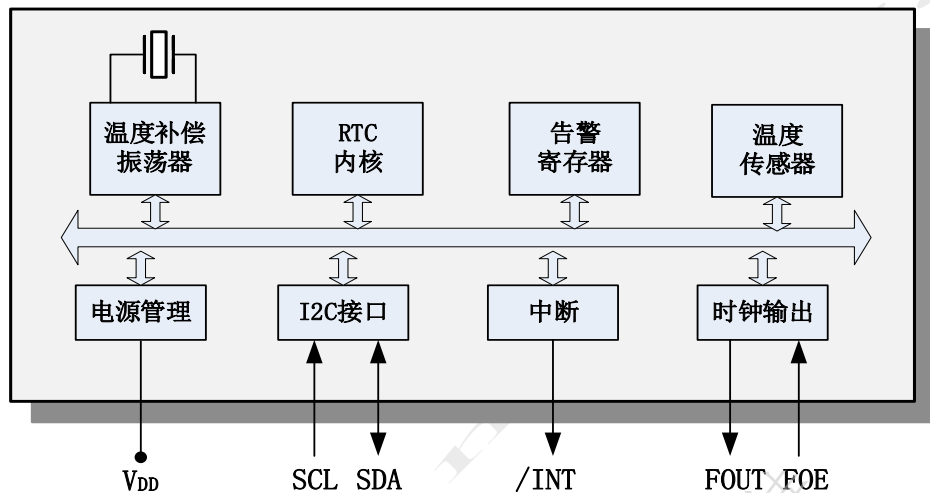 温度补偿
振荡器
RTC
内核
告警
寄存器
温度
传感器
电源管理
I2C接口
中断
时钟输出
VDD
SCL
SDA
/INT
FOUT
FOE